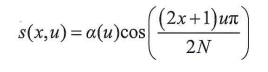 s(x,u) = α(u)cos((2x+1)uπ / 2N)